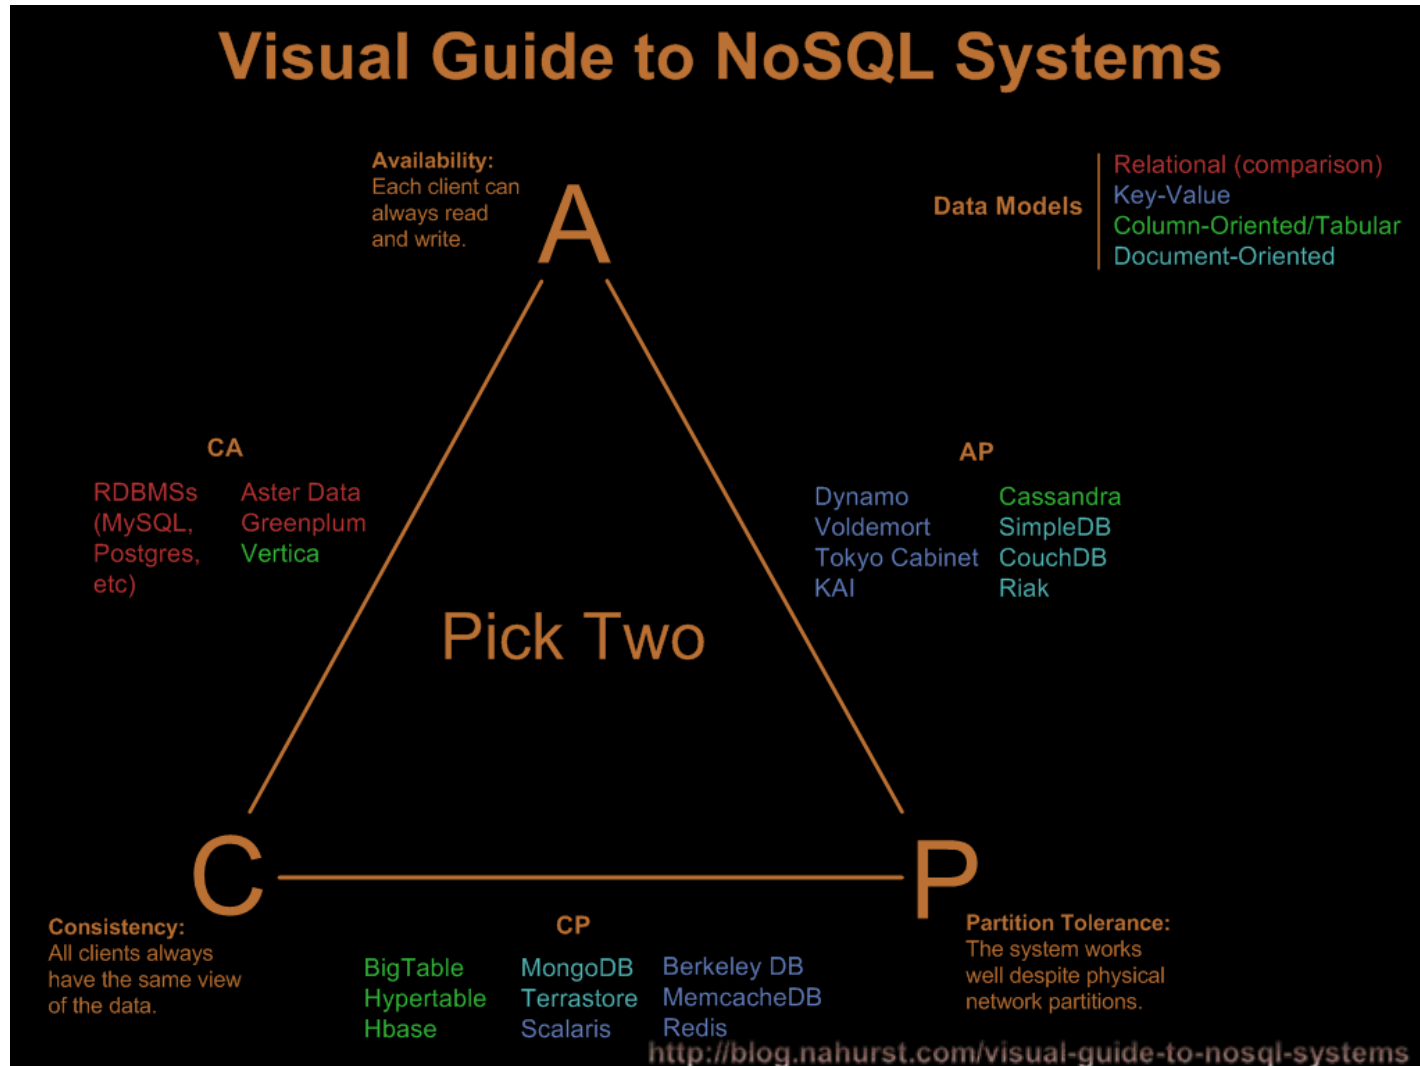 Visual Guide to NoSQL Systems
Availability:
Each client can
always read
and write.
A
Data Models
Relational (comparison)
Key-Value
Column-Oriented/Tabular
Document-Oriented
CA
RDBMSs
(MySQL,
Postgres,
etc)
Aster Data
Greenplum
Vertica
AP
Dynamo
Voldemort
Tokyo Cabinet
KAI
Cassandra
SimpleDB
CouchDB
Riak
Pick Two
C
Consistency:
All clients always
have the same view
of the data.
P
Partition Tolerance:
The system works
well despite physical
network partitions.
CP
BigTable
Hypertable
Hbase
MongoDB
Terrastore
Scalaris
Berkeley DB
MemcacheDB
Redis
http://blog.nahurst.com/visual-guide-to-nosql-systems